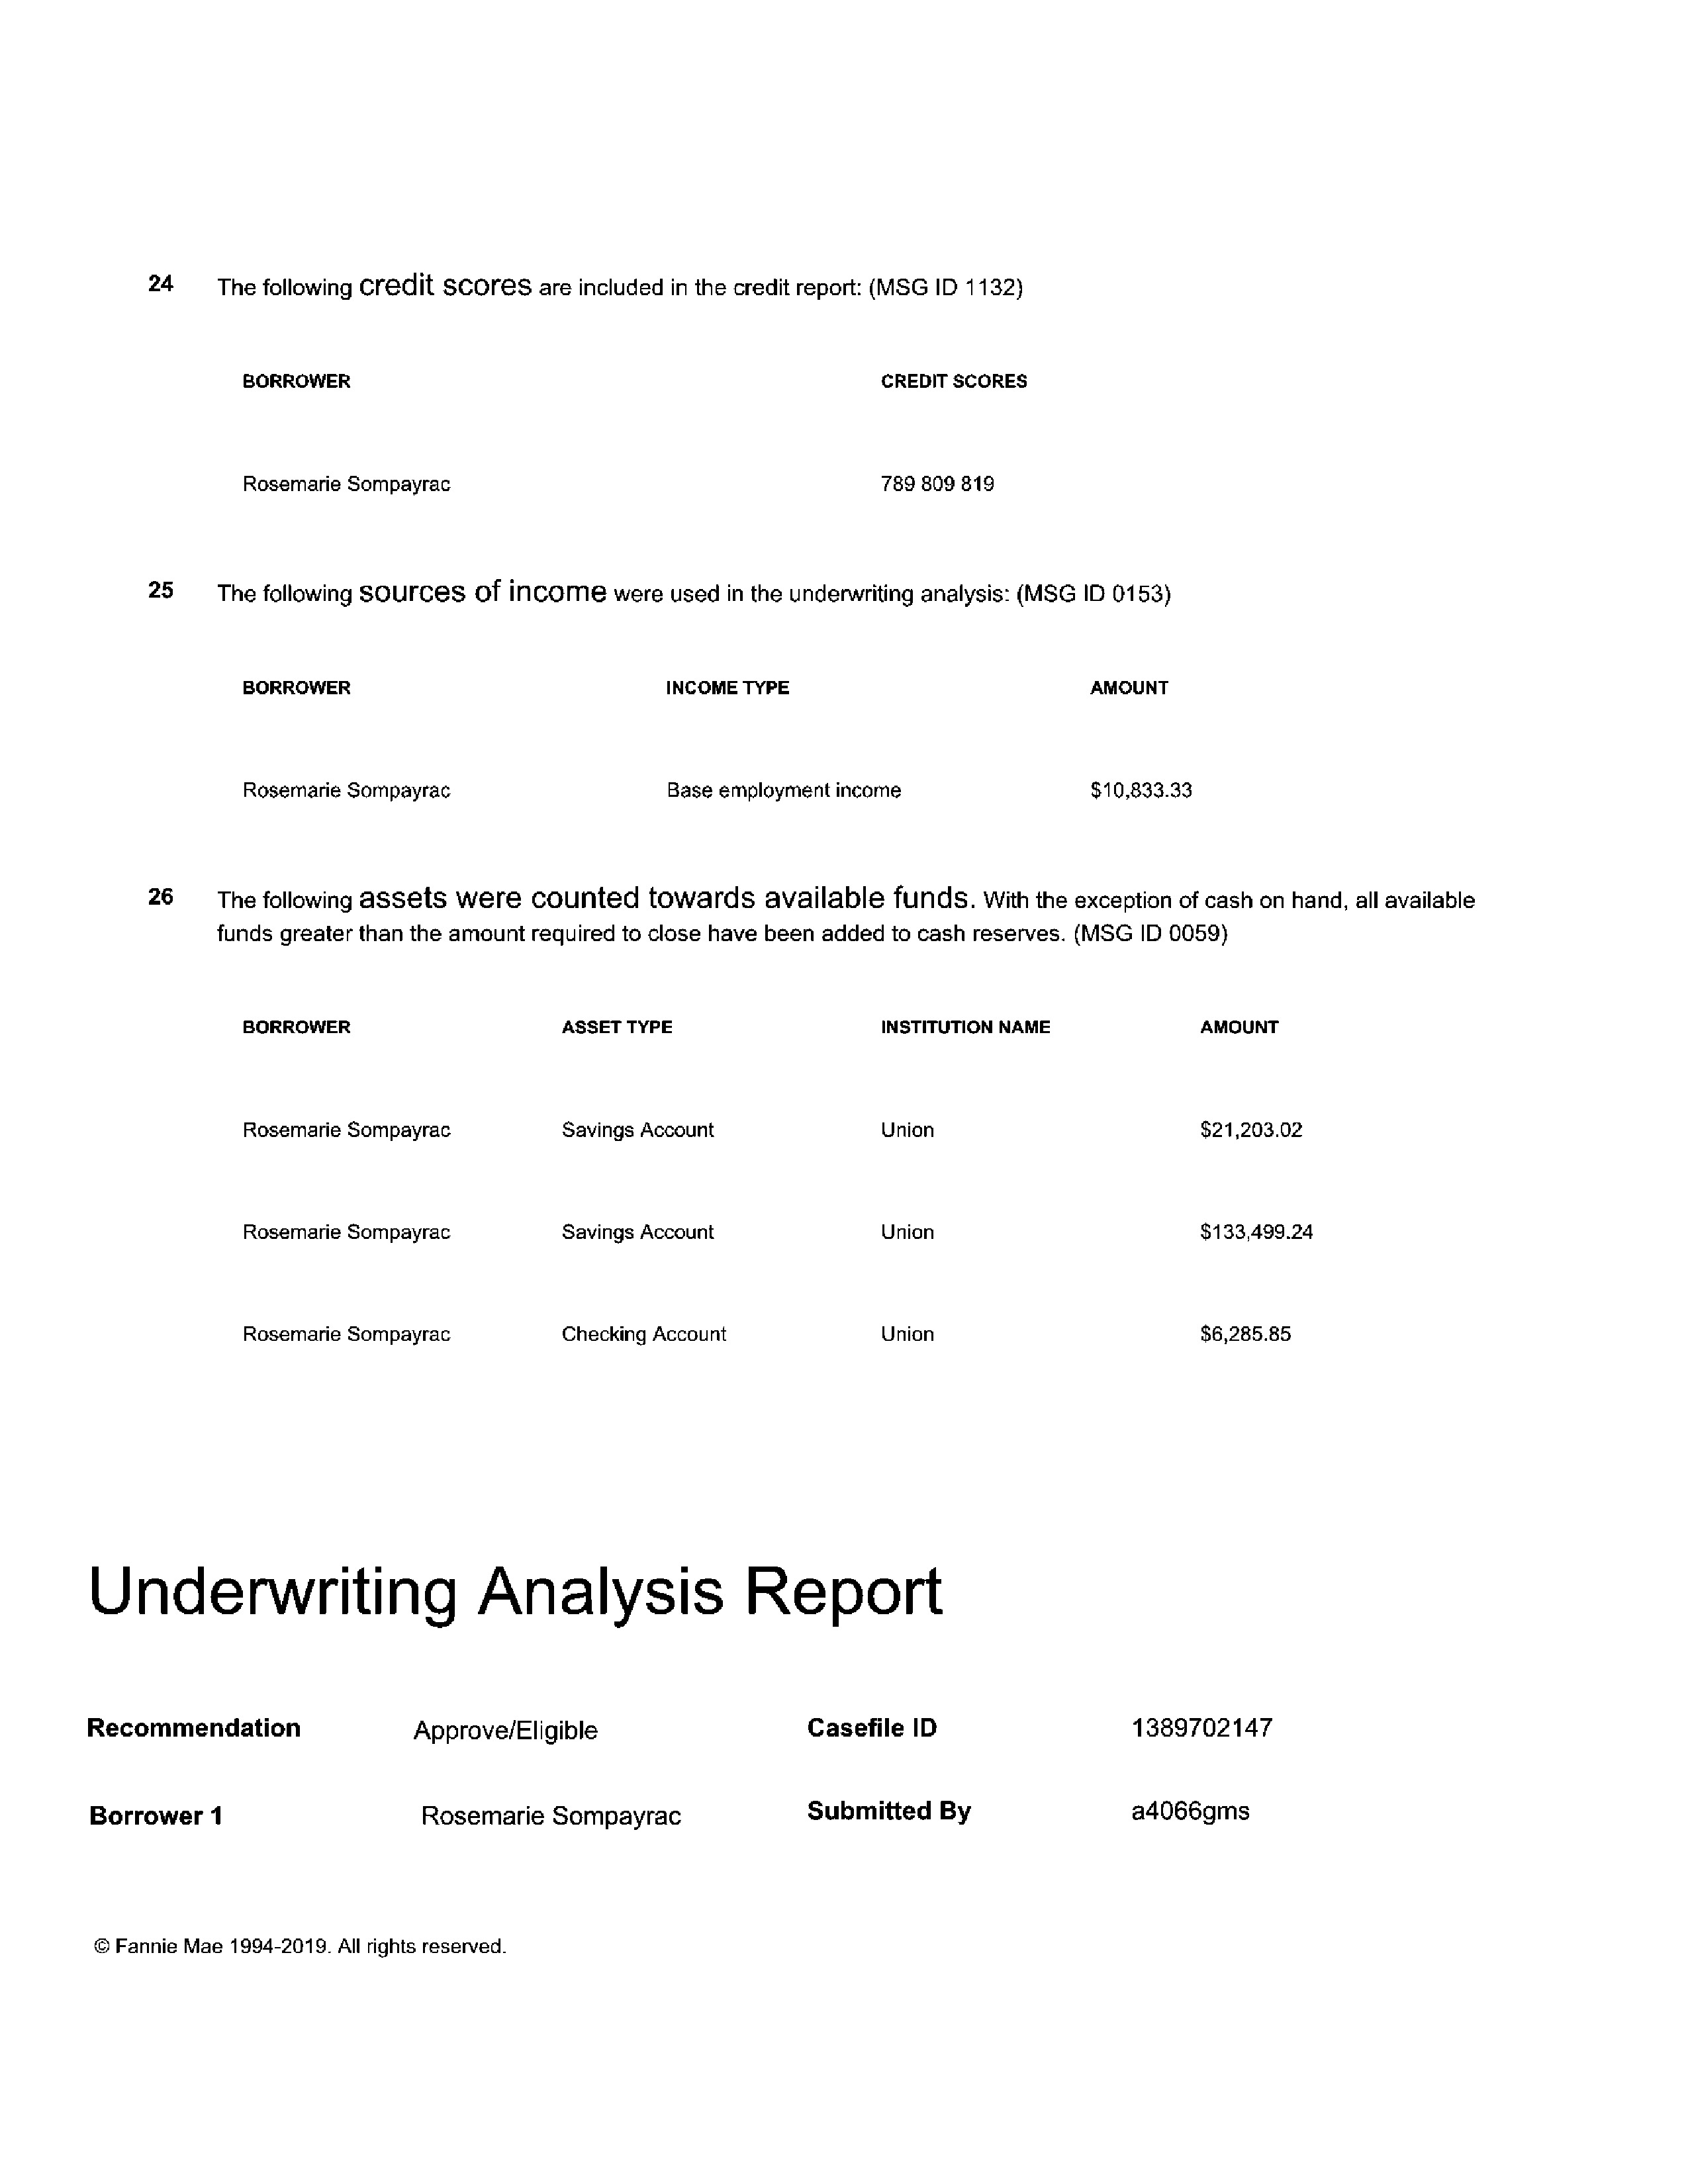 24 The following credit scores are included in the credit report: (MSG ID 1132)
BORROWER CREDIT SCORES
Rosemarie Sompayrac 789 809 819
25 The following sources of income were used in the underwriting analysis: (MSG ID 0153)
BORROWER INCOME TYPE AMOUNT
Rosemarie Sompayrac Base employment income $10,833.33
26 The following assets were counted towards available funds. With the exception of cash on hand, all available
funds greater than the amount required to close have been added to cash reserves. (MSG ID 0059)
BORROWER ASSET TYPE INSTITUTION NAME AMOUNT
Rosemarie Sompayrac Savings Account Union $21,203.02
Rosemarie Sompayrac Savings Account Union $133,499.24
Rosemarie Sompayrac Checking Account Union $6,285.85
Underwriting Analysis Report
Recommendation Approve/Eligible Casefile ID 1389702147
Borrower 1 Rosemarie Sompayrac Submitted By a4066gms
© Fannie Mae 1994-2019. All rights reserved.